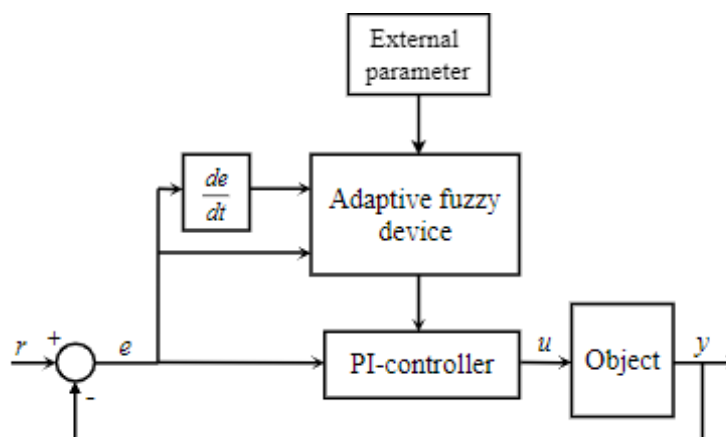 External
parameter
de
dt
Adaptive fuzzy
device
r
+
e
-
PI-controller
u
Object
y